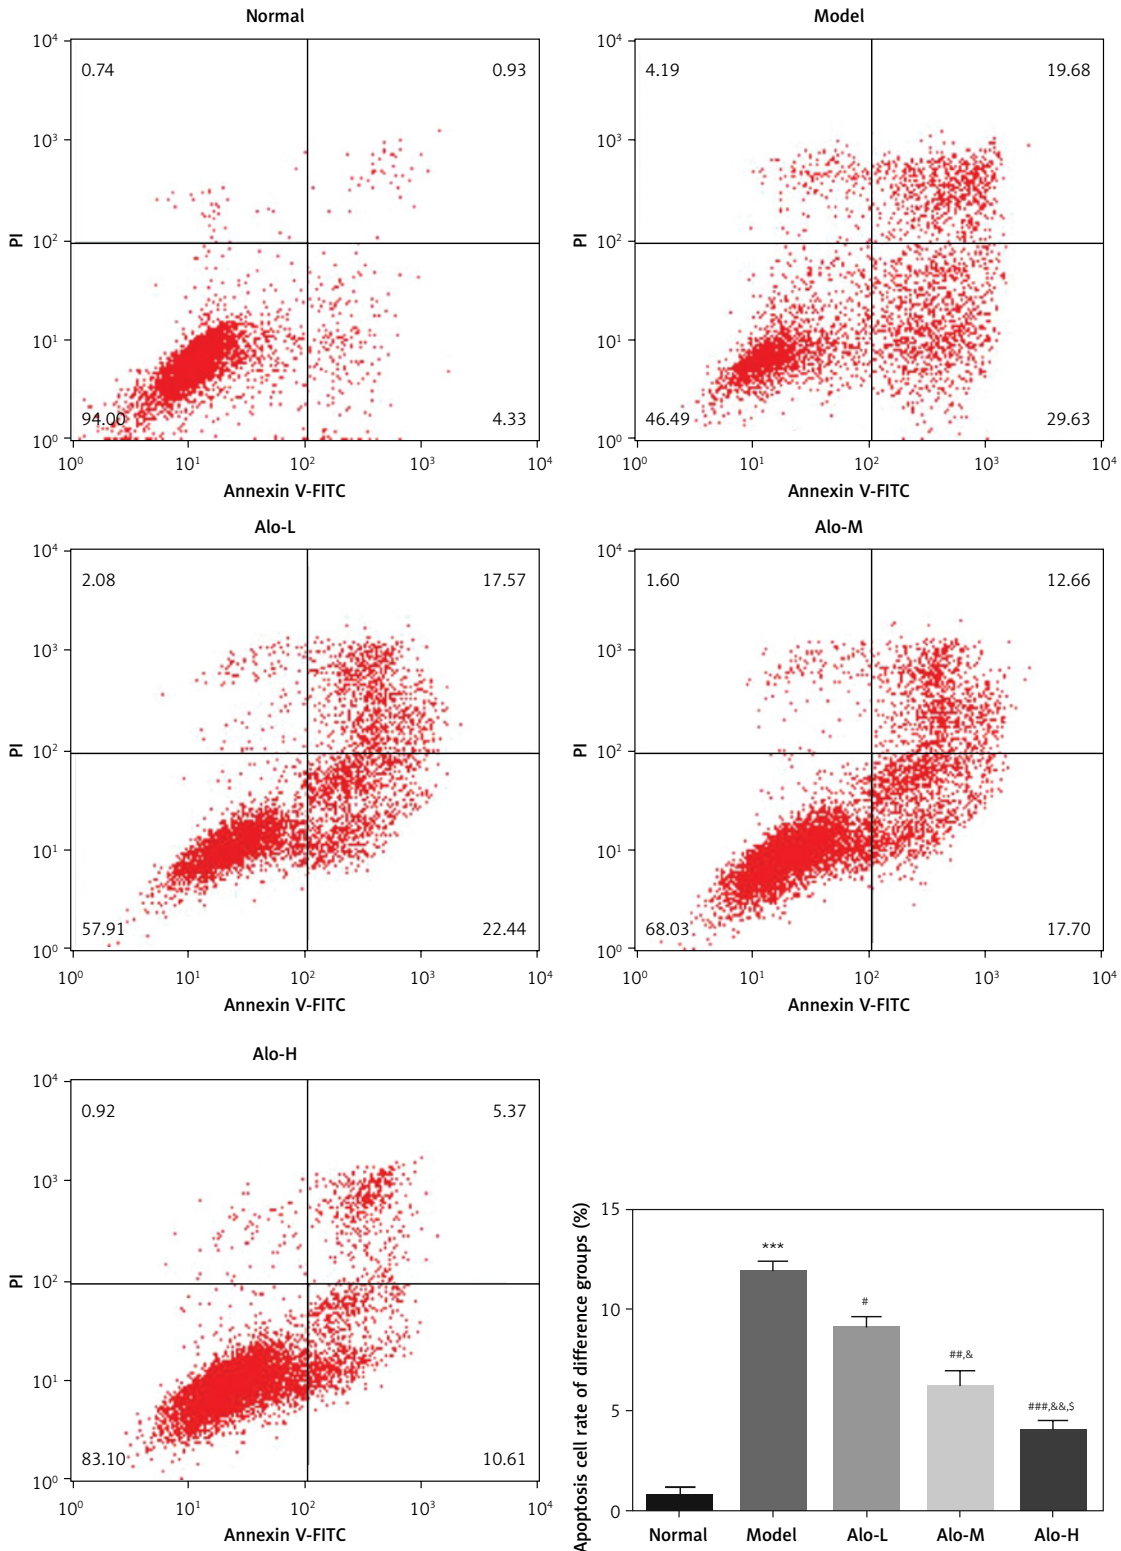 Normal
10⁴
10³
10²
10¹
10⁰
PI
0.74
0.93
94.00
4.33
10⁰ 10¹ 10² 10³ 10⁴
Annexin V-FITC
Model
10⁴
10³
10²
10¹
10⁰
PI
4.19
19.68
46.49
29.63
10⁰ 10¹ 10² 10³ 10⁴
Annexin V-FITC
Alo-L
10⁴
10³
10²
10¹
10⁰
PI
2.08
17.57
57.91
22.44
10⁰ 10¹ 10² 10³ 10⁴
Annexin V-FITC
Alo-M
10⁴
10³
10²
10¹
10⁰
PI
1.60
12.66
68.03
17.70
10⁰ 10¹ 10² 10³ 10⁴
Annexin V-FITC
Alo-H
10⁴
10³
10²
10¹
10⁰
PI
0.92
5.37
83.10
10.61
10⁰ 10¹ 10² 10³ 10⁴
Annexin V-FITC
Apoptosis cell rate of difference groups (%)
15
10
5
0
***
#
##,&
###,&&,$
Normal Model Alo-L Alo-M Alo-H